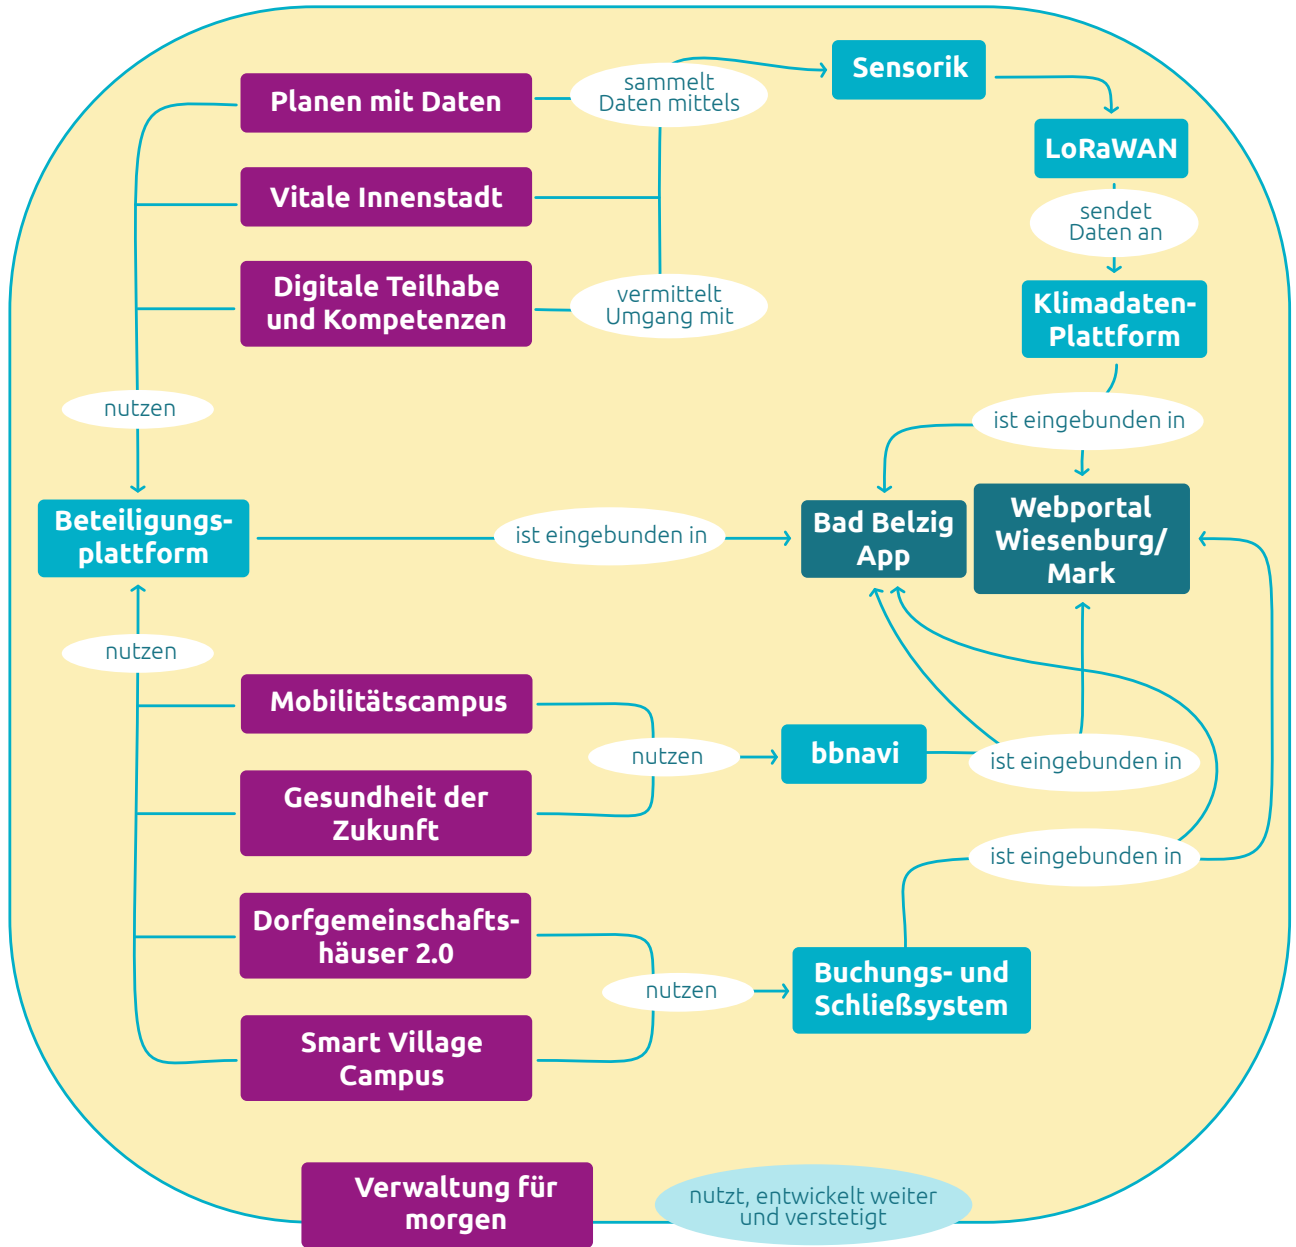 Sensorik
sammelt
Daten mittels
Planen mit Daten
LoRaWAN
Vitale Innenstadt
sendet
Daten an
Digitale Teilhabe
und Kompetenzen
vermittelt
Umgang mit
Klimadaten-
Plattform
nutzen
ist eingebunden in
Beteiligungs-
plattform
ist eingebunden in
Bad Belzig
App
Webportal
Wiesenburg/
Mark
nutzen
Mobilitätscampus
nutzen
bbnavi
ist eingebunden in
Gesundheit der
Zukunft
ist eingebunden in
Dorfgemeinschafts-
häuser 2.0
nutzen
Buchungs- und
Schließsystem
Smart Village
Campus
Verwaltung für
morgen
nutzt, entwickelt weiter
und verstetigt